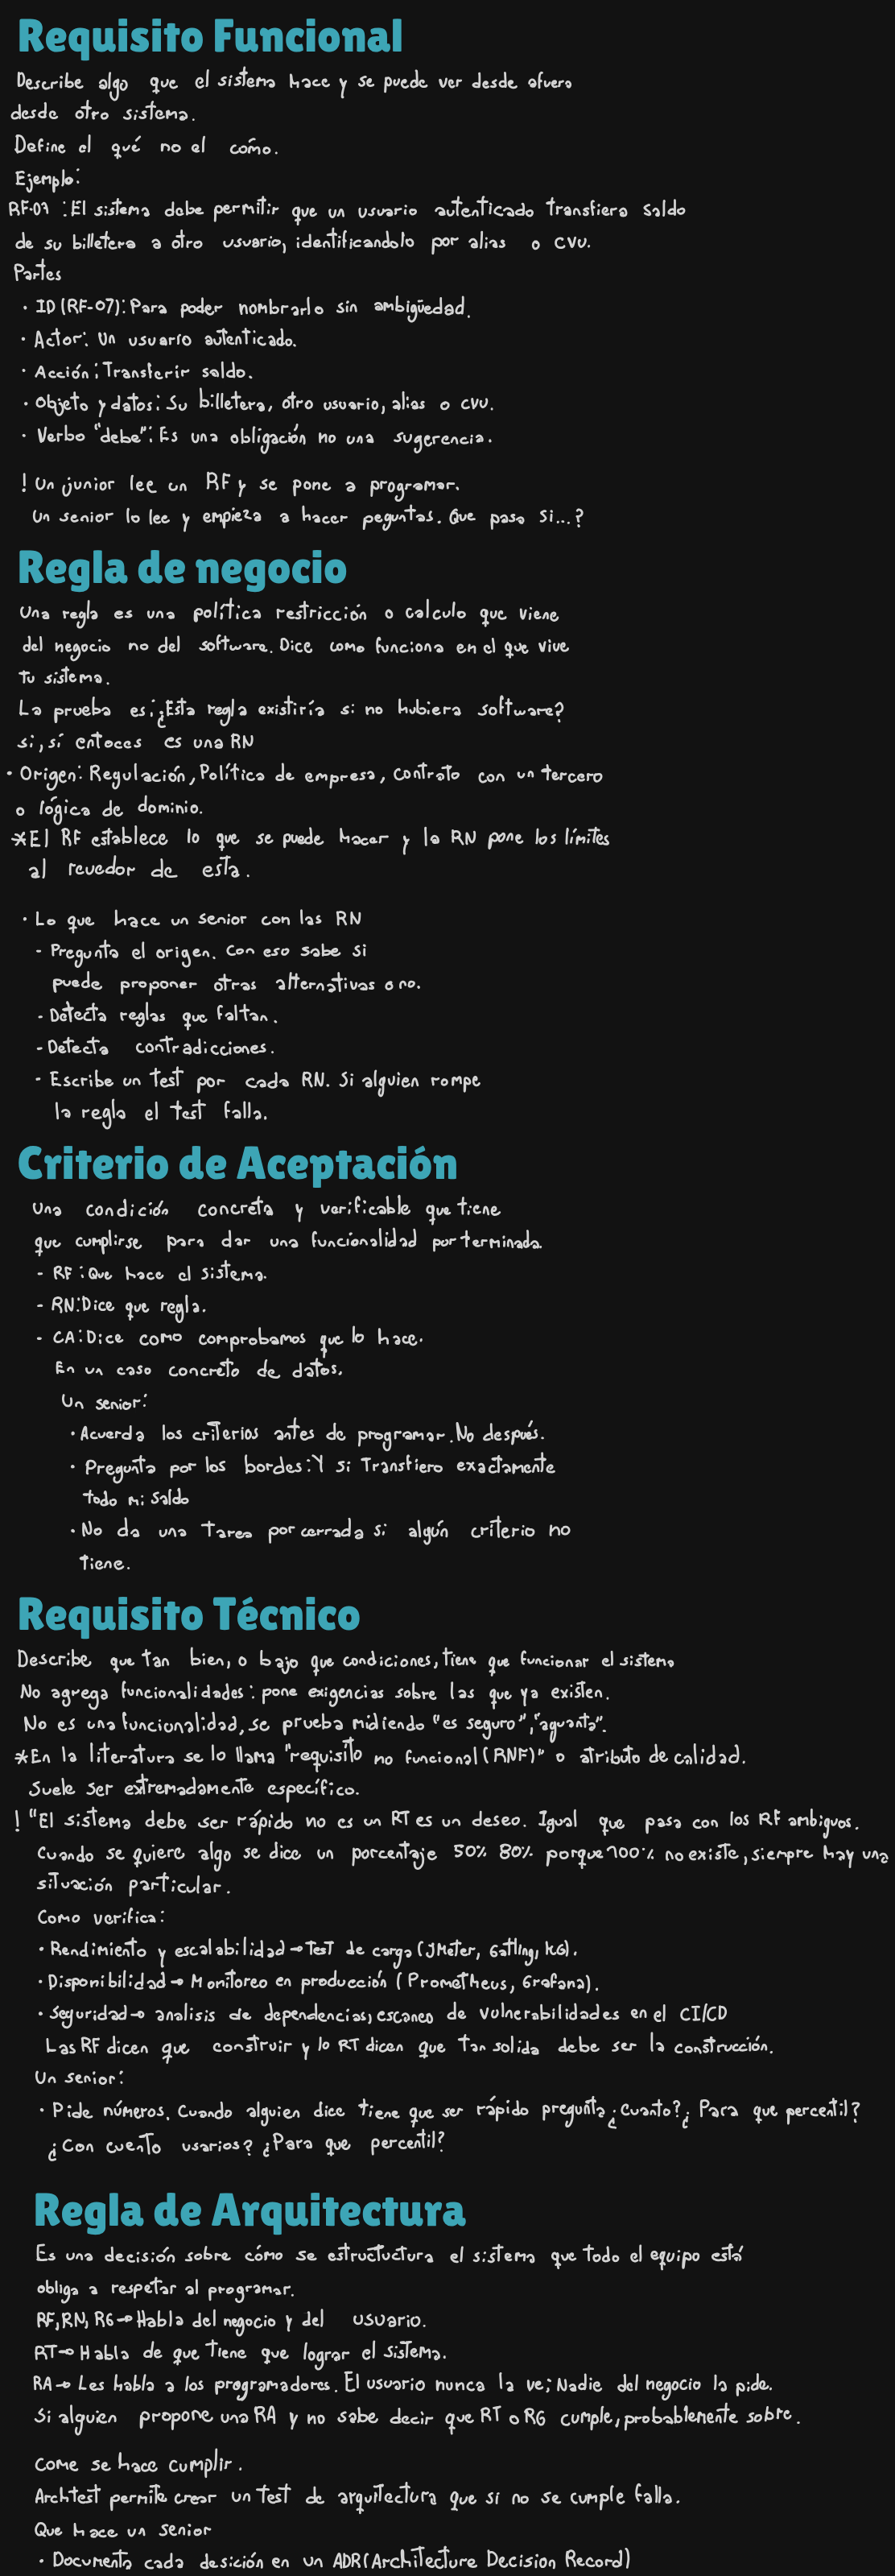 Requisito Funcional
Describe algo que el sistema hace y se puede ver desde afuera
desde otro sistema.
Define el qué no el cómo.
Ejemplo:
RF-07 : El sistema debe permitir que un usuario autenticado transfiera saldo
de su billetera a otro usuario, identificandolo por alias o CVU.
Partes
• ID (RF-07): Para poder nombrarlo sin ambigüedad.
• Actor: Un usuario autenticado.
• Acción: Transferir saldo.
• Objeto y datos: Su billetera, otro usuario, alias o CVU.
• Verbo "debe": Es una obligación no una sugerencia.
! Un junior lee un RF y se pone a programar.
Un senior lo lee y empieza a hacer peguntas. Que pasa si...?
Regla de negocio
Una regla es una política restricción o calculo que viene
del negocio no del software. Dice como funciona en el que vive
tu sistema.
La prueba es: ¿Esta regla existiría si no hubiera software?
si, sí entoces es una RN
• Origen: Regulación, Política de empresa, contrato con un tercero
o lógica de dominio.
*El RF establece lo que se puede hacer y la RN pone los límites
al reuedor de esta.
• Lo que hace un senior con las RN
- Pregunta el origen. Con eso sabe si
puede proponer otras alternativas o no.
- Detecta reglas que faltan.
- Detecta contradicciones.
- Escribe un test por cada RN. Si alguien rompe
la regla el test falla.
Criterio de Aceptación
Una condición concreta y verificable que tiene
que cumplirse para dar una funcionalidad por terminada.
- RF : Que hace el sistema.
- RN: Dice que regla.
- CA: Dice como comprobamos que lo hace.
En un caso concreto de datos.
Un senior:
• Acuerda los criterios antes de programar. No después.
• Pregunta por los bordes: Y si Transfiero exactamente
todo mi saldo
• No da una tarea por cerrada si algún criterio no
tiene.
Requisito Técnico
Describe que tan bien, o bajo que condiciones, tiene que funcionar el sistema
No agrega funcionalidades: pone exigencias sobre las que ya existen.
No es una funcionalidad, se prueba midiendo "es seguro", "aguanta".
*En la literatura se lo llama "requisito no funcional (RNF)" o atributo de calidad.
Suele ser extremadamente específico.
! "El sistema debe ser rápido no es un RT es un deseo. Igual que pasa con los RF ambiguos.
Cuando se quiere algo se dice un porcentaje 50% 80% porque 100% no existe, siempre hay una
situación particular.
Como verifica:
• Rendimiento y escalabilidad → Test de carga (JMeter, Gatling, K6).
• Disponibilidad → Monitoreo en producción (Prometheus, Grafana).
• Seguridad → analisis de dependencias, escaneo de vulnerabilidades en el CI/CD
Las RF dicen que construir y lo RT dicen que tan solida debe ser la construcción.
Un senior:
• Pide números. Cuando alguien dice tiene que ser rápido pregunta ¿cuanto? ¿ Para que percentil?
¿Con cuento usuarios? ¿Para que percentil?
Regla de Arquitectura
Es una decisión sobre cómo se estructuctura el sistema que todo el equipo está
obliga a respetar al programar.
RF, RN, RG → Habla del negocio y del usuario.
RT → Habla de que tiene que lograr el sistema.
RA → Les habla a los programadores. El usuario nunca la ve; Nadie del negocio la pide.
Si alguien propone una RA y no sabe decir que RT o RG cumple, probablemente sobre.
Come se hace cumplir.
Archtest permite crear un test de arquitectura que si no se cumple falla.
Que hace un senior
• Documenta cada desición en un ADR (Architecture Decision Record)